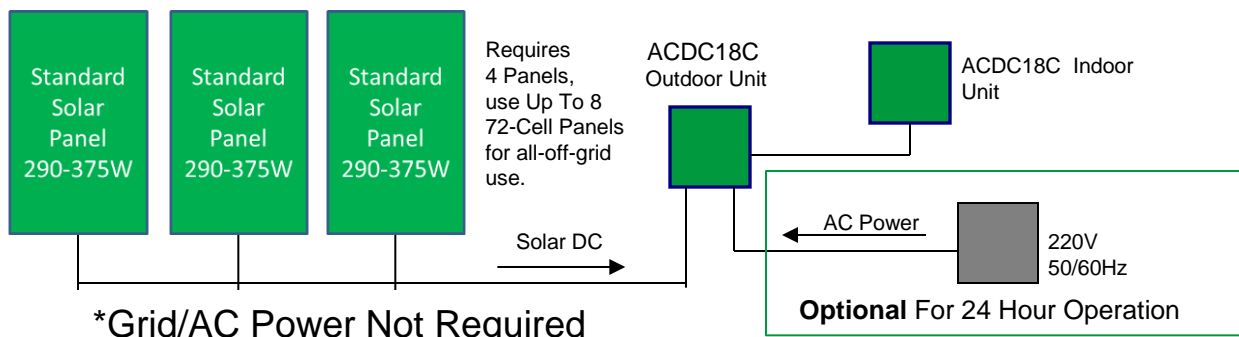 Standard
Solar
Panel
290-375W
Standard
Solar
Panel
290-375W
Standard
Solar
Panel
290-375W
Requires
4 Panels,
use Up To 8
72-Cell Panels
for all-off-grid
use.
ACDC18C
Outdoor Unit
ACDC18C Indoor
Unit
Solar DC
AC Power
220V
50/60Hz
Optional For 24 Hour Operation
*Grid/AC Power Not Required